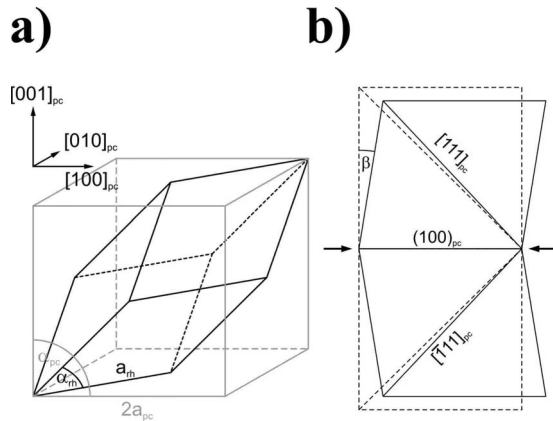 a)
b)
[001]pc
[010]pc
[100]pc
αpc
αrh
arh
2apc
β
[111]pc
(100)pc
[1̄11]pc